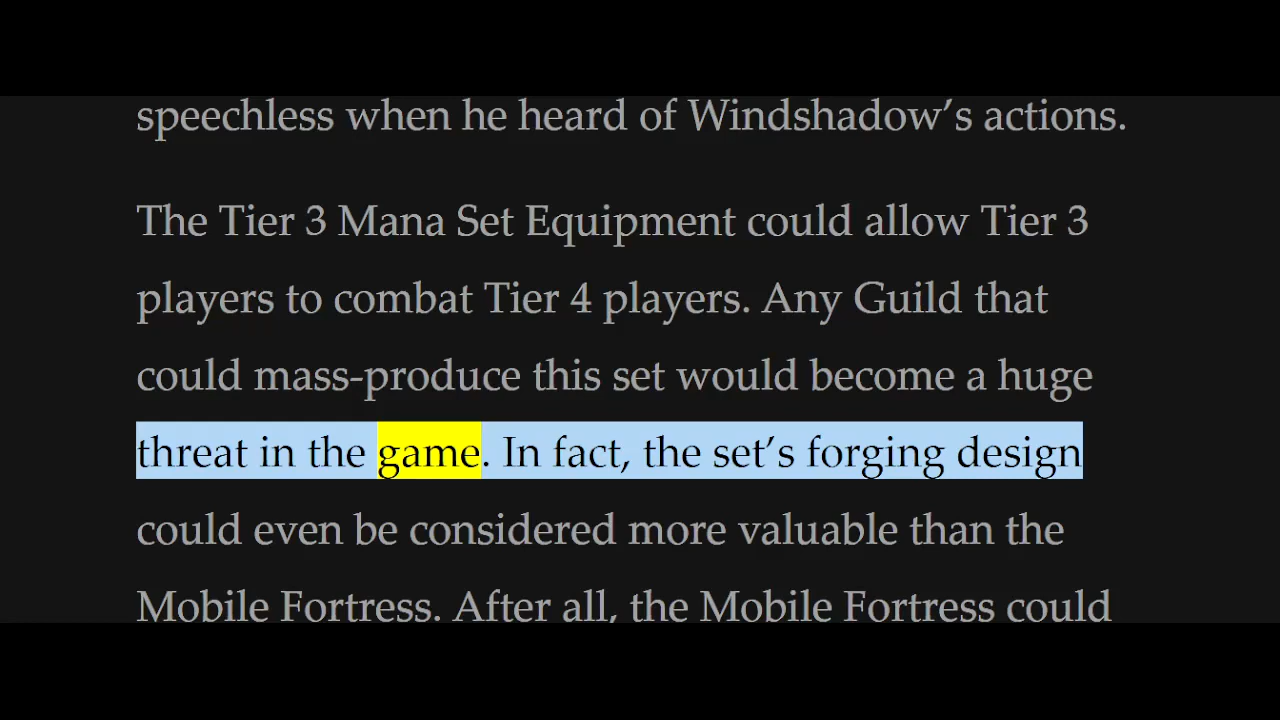 speechless when he heard of Windshadow’s actions.
The Tier 3 Mana Set Equipment could allow Tier 3
players to combat Tier 4 players. Any Guild that
could mass-produce this set would become a huge
threat in the game. In fact, the set’s forging design
could even be considered more valuable than the
Mobile Fortress. After all, the Mobile Fortress could